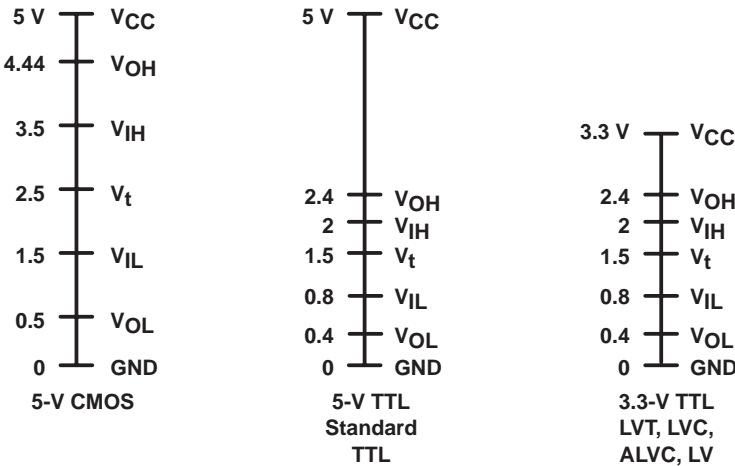 5 V VCC
4.44 VOH
3.5 VIH
2.5 Vt
1.5 VIL
0.5 VOL
0 GND
5-V CMOS
5 V VCC
2.4 VOH
2 VIH
1.5 Vt
0.8 VIL
0.4 VOL
0 GND
5-V TTL
Standard
TTL
3.3 V VCC
2.4 VOH
2 VIH
1.5 Vt
0.8 VIL
0.4 VOL
0 GND
3.3-V TTL
LVT, LVC,
ALVC, LV